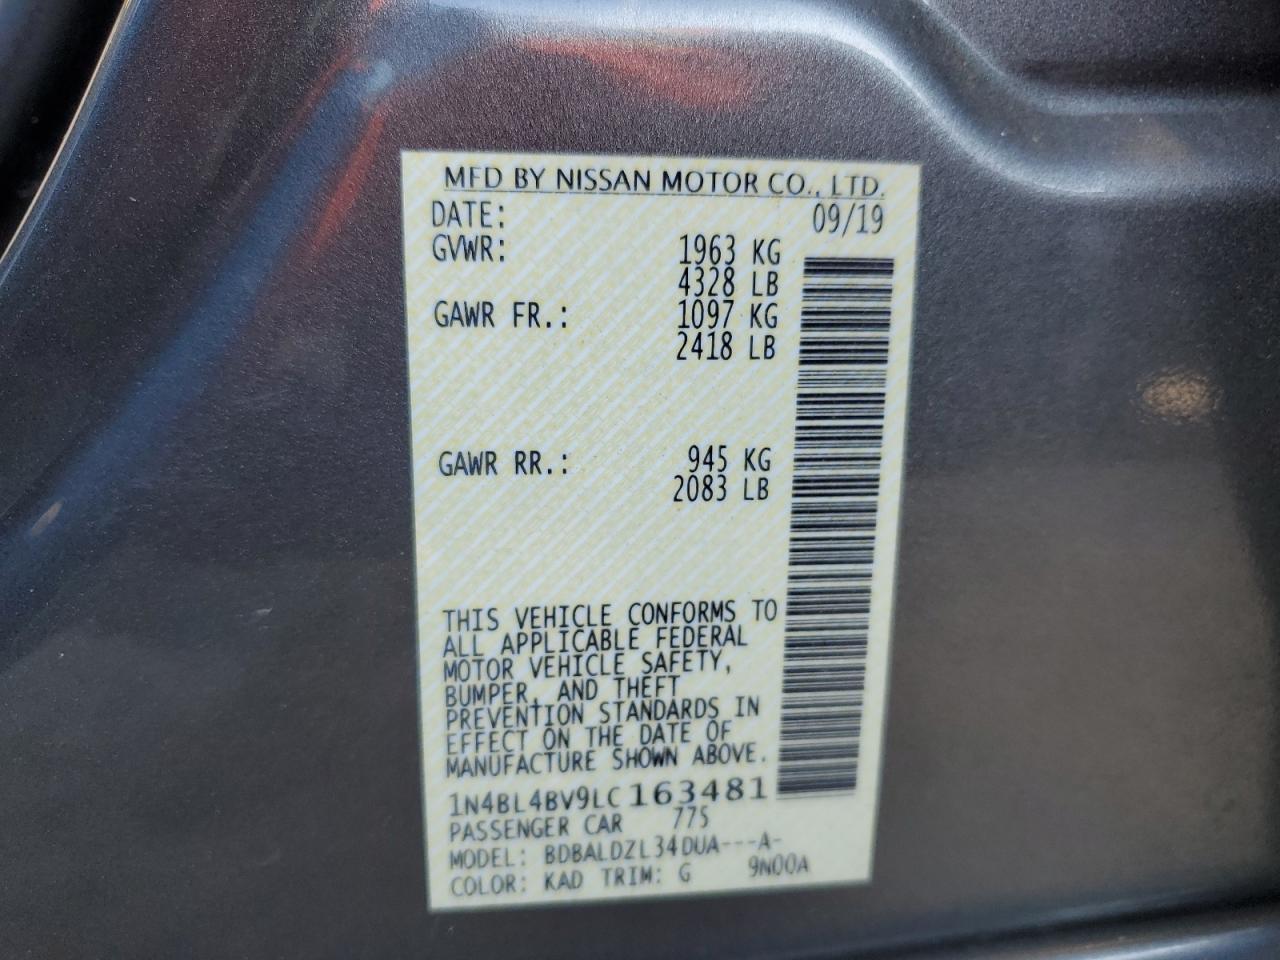 MFD BY NISSAN MOTOR CO., LTD.
DATE: 09/19
GVWR: 1963 KG
4328 LB
GAWR FR.: 1097 KG
2418 LB
GAWR RR.: 945 KG
2083 LB
THIS VEHICLE CONFORMS TO
ALL APPLICABLE FEDERAL
MOTOR VEHICLE SAFETY,
BUMPER, AND THEFT
PREVENTION STANDARDS IN
EFFECT ON THE DATE OF
MANUFACTURE SHOWN ABOVE.
1N4BL4BV9LC163481
PASSENGER CAR 775
MODEL: BDBALDZL34DUA---A-
COLOR: KAD TRIM: G 9N00A